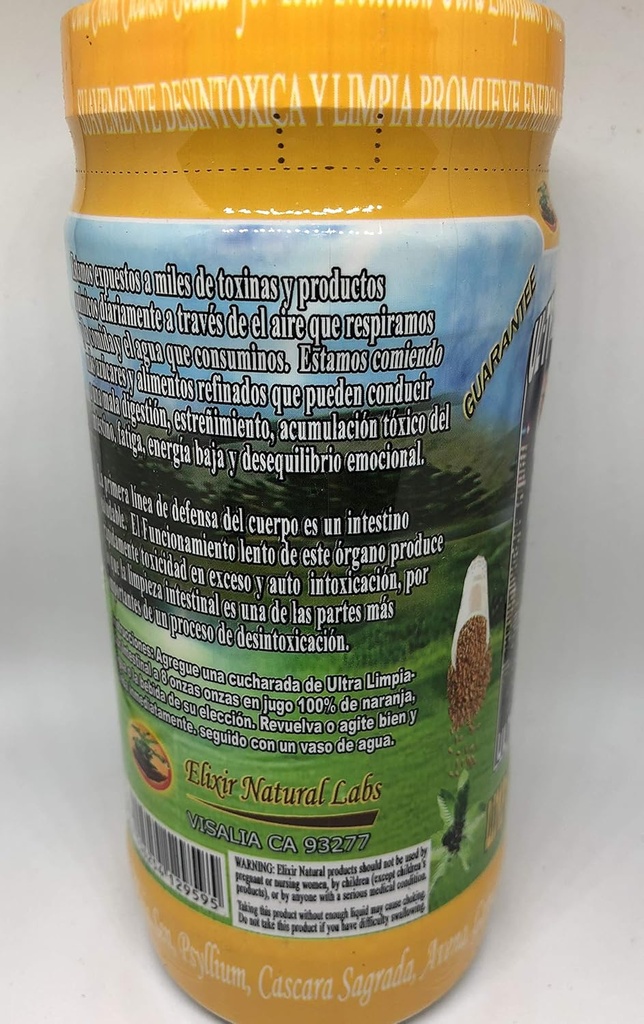 SUAVEMENTE DESINTOXICA Y LIMPIA PROMUEVE
expuestos a miles de toxinas y productos
diariamente a través de el aire que respiramos
y el agua que consuminos. Estamos comiendo
y alimentos refinados que pueden conducir
mala digestión, estreñimiento, acumulación tóxico del
fatiga, energía baja y desequilibrio emocional.
primera línea de defensa del cuerpo es un intestino
El Funcionamiento lento de este órgano produce
toxicidad en exceso y auto intoxicación, por
la limpieza intestinal es una de las partes más
de un proceso de desintoxicación.
Agregue una cucharada de Ultra Limpia-
a 8 onzas onzas en jugo 100% de naranja,
bebida de su elección. Revuelva o agite bien y
seguido con un vaso de agua.
GUARANTEE
Elixir Natural Labs
VISALIA CA 93277
129595
WARNING: Elixir Natural products should not be used by
pregnant or nursing women, by children (except children's
products), or by anyone with a serious medical condition.
Taking this product without enough liquid may cause choking.
Do not take this product if you have difficulty swallowing.
Psyllium, Cascara Sagrada, Avena,